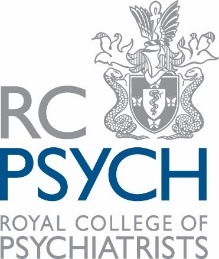 RC
PSYCH
ROYAL COLLEGE OF
PSYCHIATRISTS